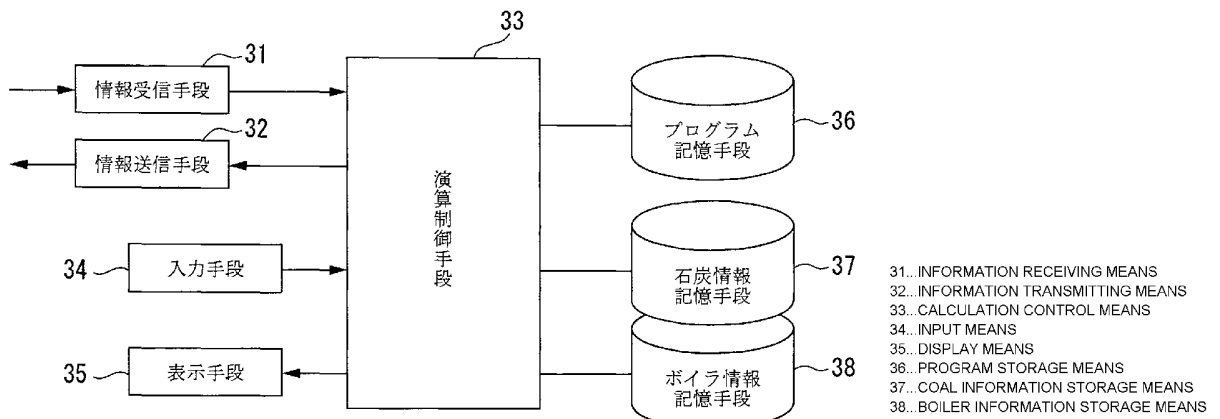 33
31
情報受信手段
32
情報送信手段
34
入力手段
35
表示手段
演算制御手段
プログラム
記憶手段
36
石炭情報
記憶手段
37
ボイラ情報
記憶手段
38
31...INFORMATION RECEIVING MEANS
32...INFORMATION TRANSMITTING MEANS
33...CALCULATION CONTROL MEANS
34...INPUT MEANS
35...DISPLAY MEANS
36...PROGRAM STORAGE MEANS
37...COAL INFORMATION STORAGE MEANS
38...BOILER INFORMATION STORAGE MEANS